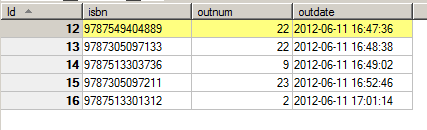 Id isbn outnum outdate
12 9787549404889 22 2012-06-11 16:47:36
13 9787305097133 22 2012-06-11 16:48:38
14 9787513303736 9 2012-06-11 16:49:02
15 9787305097211 23 2012-06-11 16:52:46
16 9787513301312 2 2012-06-11 17:01:14